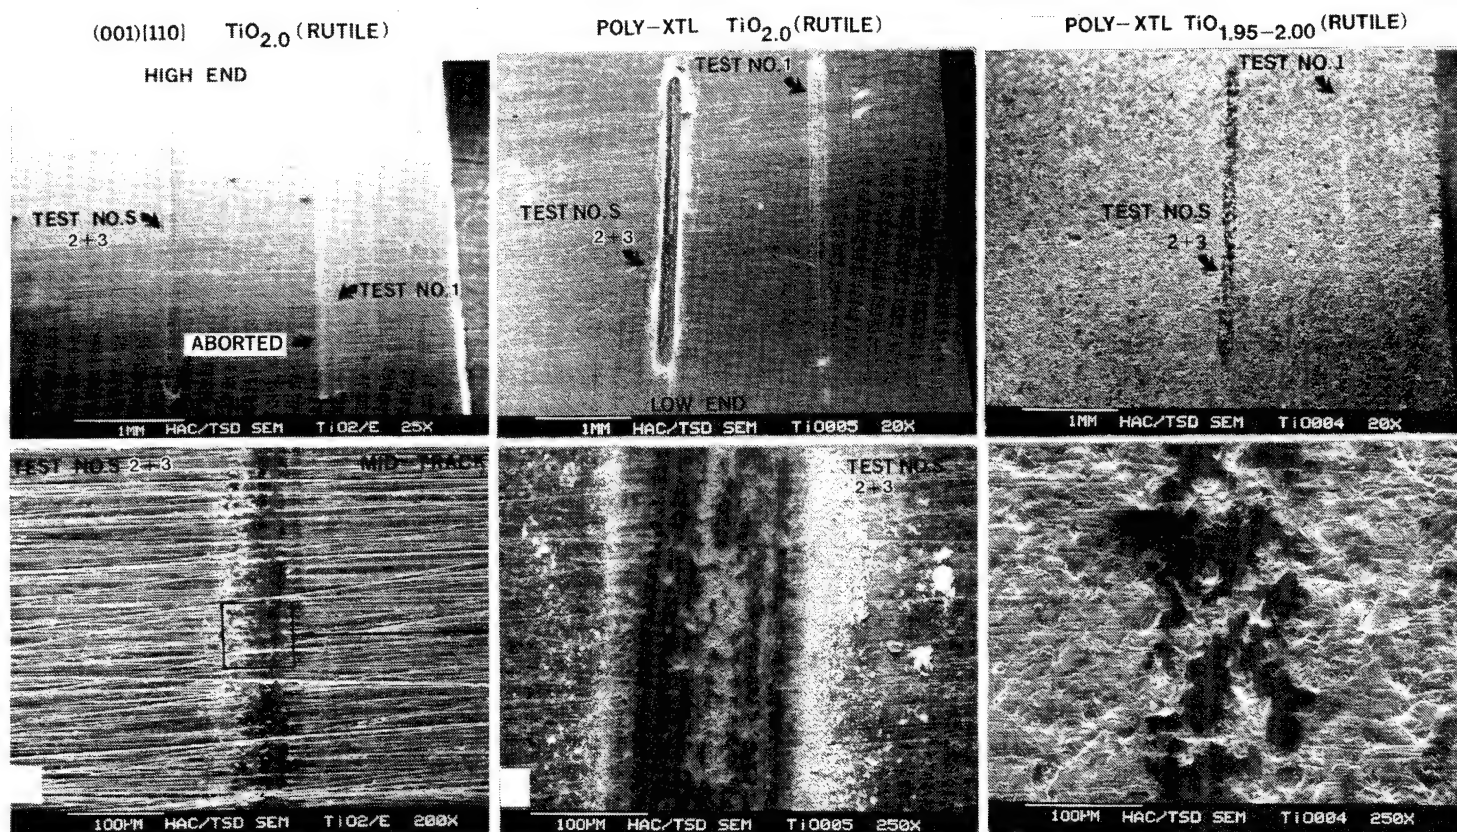 (001)[110] TiO2.0 (RUTILE)
HIGH END
TEST NO.S
2+3
TEST NO.1
ABORTED
1MM HAC/TSD SEM TiO2/E 25X
POLY-XTL TiO2.0 (RUTILE)
TEST NO.1
TEST NO.S
2+3
LOW END
1MM HAC/TSD SEM TiO005 20X
POLY-XTL TiO1.95-2.00 (RUTILE)
TEST NO.1
TEST NO.S
2+3
1MM HAC/TSD SEM TiO004 20X
TEST NO.S 2+3 MID-TRACK
100µM HAC/TSD SEM TiO2/E 200X
TEST NO.S
2+3
100µM HAC/TSD SEM TiO005 250X
100µM HAC/TSD SEM TiO004 250X